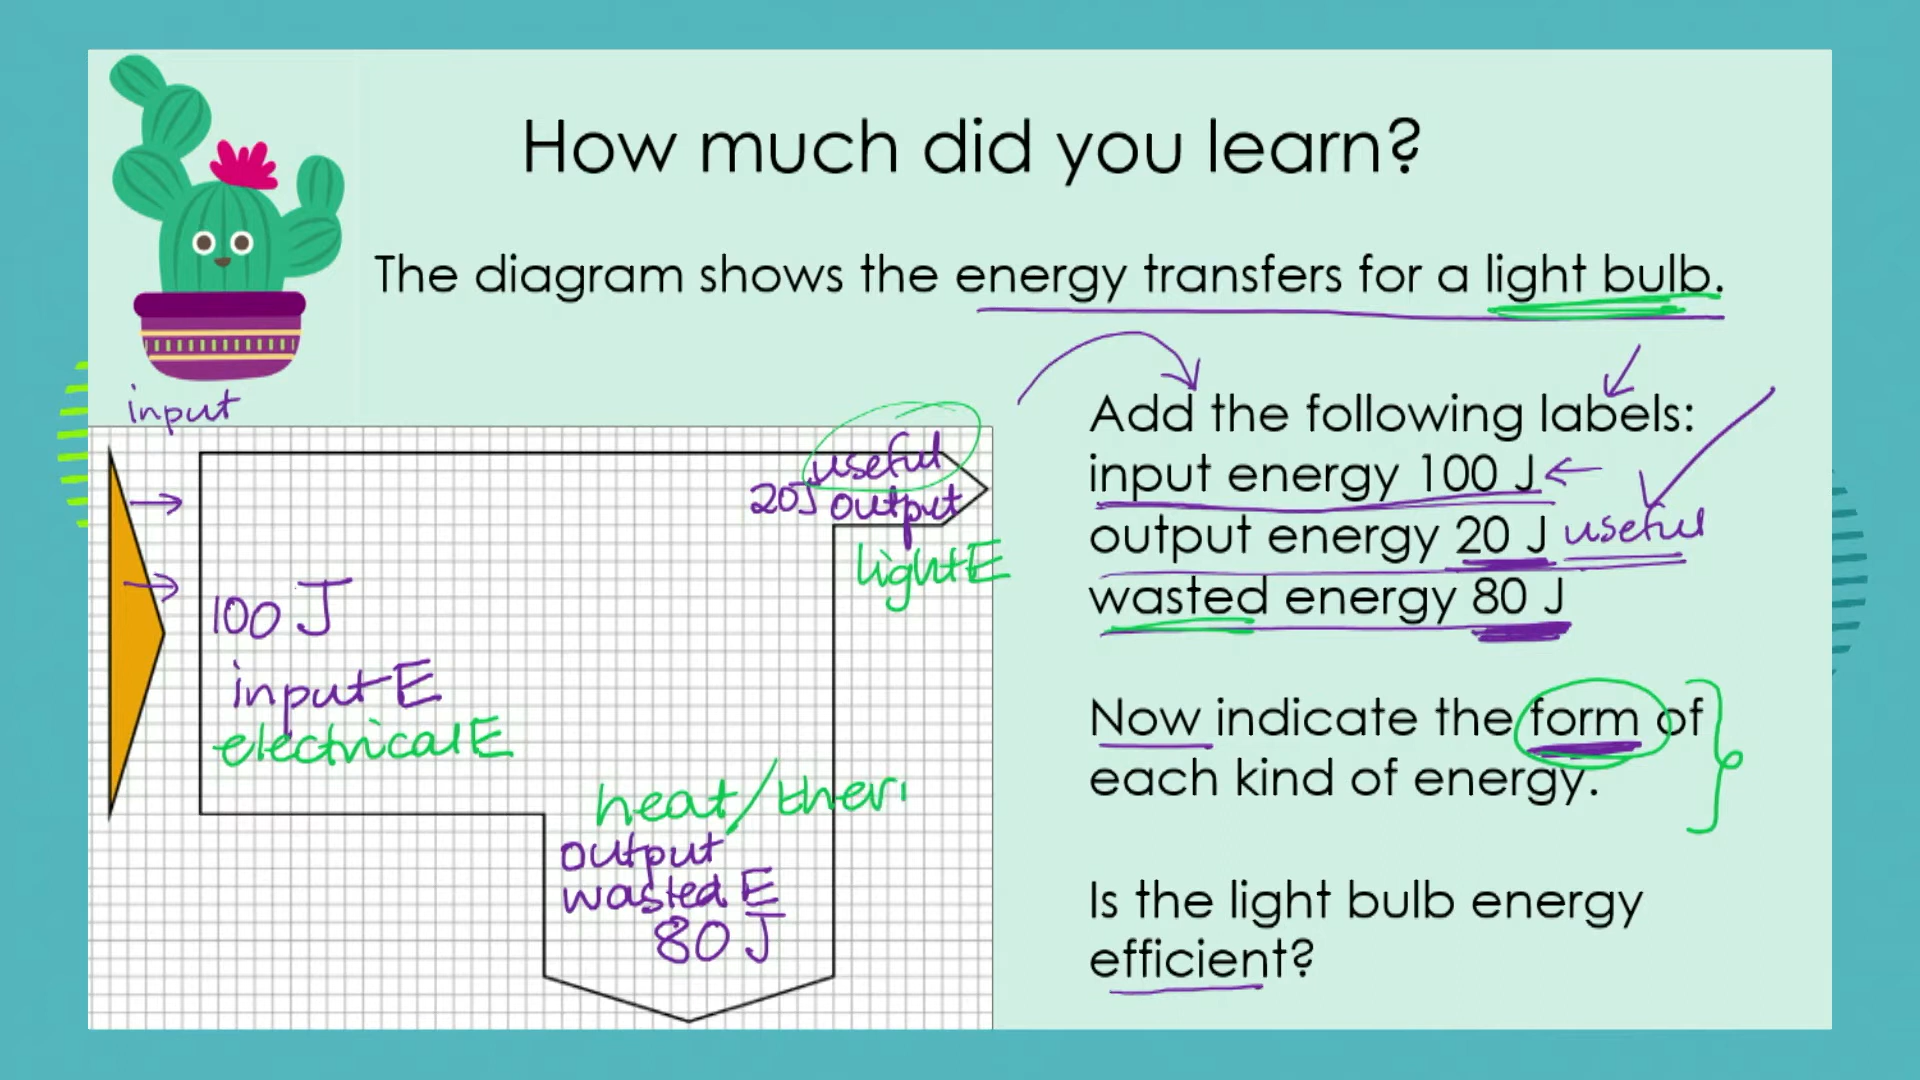 How much did you learn?
The diagram shows the energy transfers for a light bulb.
input
useful
20J output
light E
100 J
input E
electrical E
heat/ther
output
wasted E
80 J
Add the following labels:
input energy 100 J
output energy 20 J useful
wasted energy 80 J
Now indicate the form of
each kind of energy.
Is the light bulb energy
efficient?